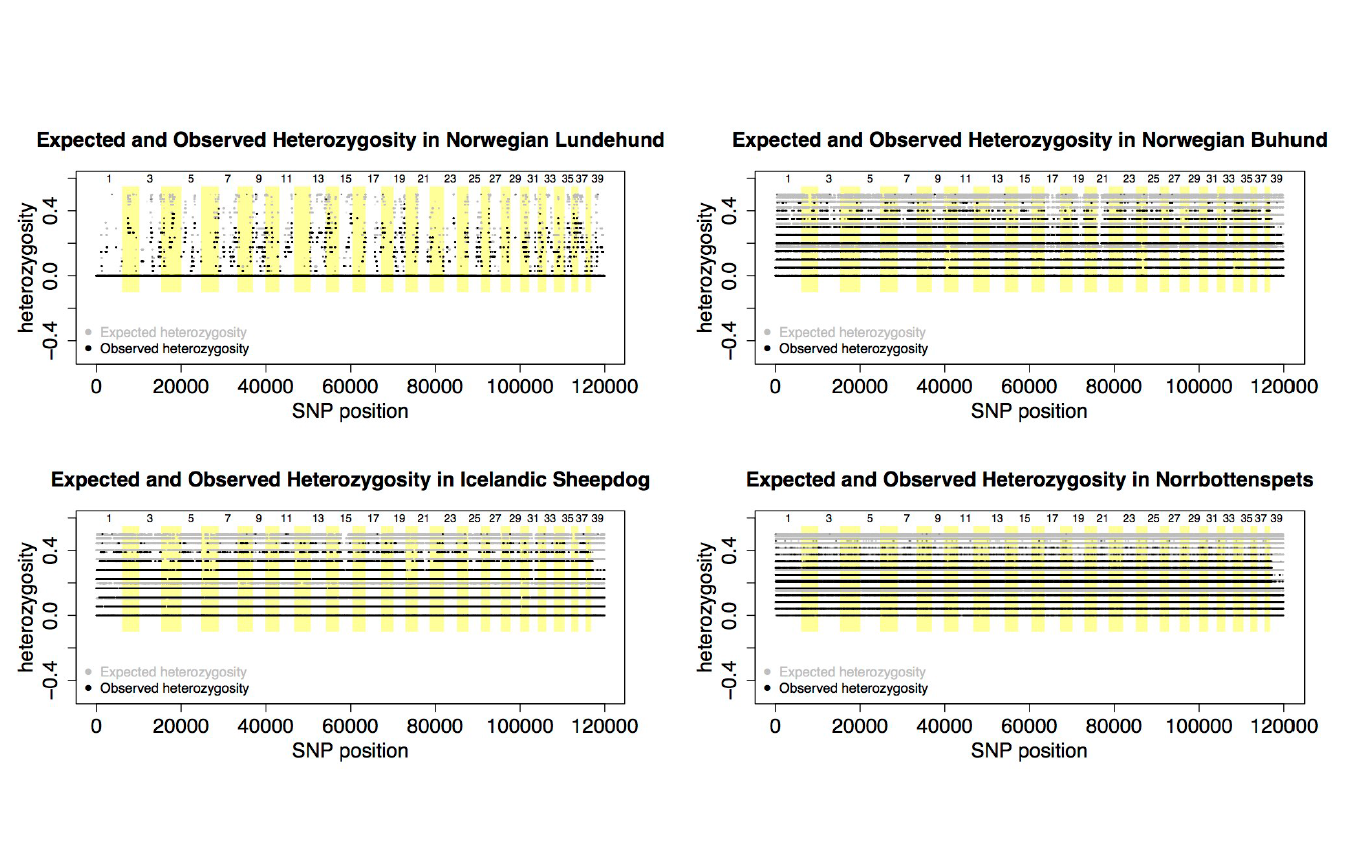 Expected and Observed Heterozygosity in Norwegian Lundehund
1 3 5 7 9 11 13 15 17 19 21 23 25 27 29 31 33 35 37 39
heterozygosity
0.4
0.0
−0.4
Expected heterozygosity
Observed heterozygosity
0 20000 40000 60000 80000 100000 120000
SNP position
Expected and Observed Heterozygosity in Norwegian Buhund
1 3 5 7 9 11 13 15 17 19 21 23 25 27 29 31 33 35 37 39
heterozygosity
0.4
0.0
−0.4
Expected heterozygosity
Observed heterozygosity
0 20000 40000 60000 80000 100000 120000
SNP position
Expected and Observed Heterozygosity in Icelandic Sheepdog
1 3 5 7 9 11 13 15 17 19 21 23 25 27 29 31 33 35 37 39
heterozygosity
0.4
0.0
−0.4
Expected heterozygosity
Observed heterozygosity
0 20000 40000 60000 80000 100000 120000
SNP position
Expected and Observed Heterozygosity in Norrbottenspets
1 3 5 7 9 11 13 15 17 19 21 23 25 27 29 31 33 35 37 39
heterozygosity
0.4
0.0
−0.4
Expected heterozygosity
Observed heterozygosity
0 20000 40000 60000 80000 100000 120000
SNP position